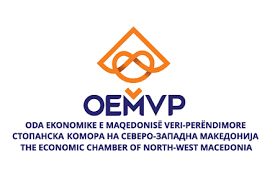 OEMVP
ODA EKONOMIKE E MAQEDONISË VERI-PERËNDIMORE
СТОПАНСКА КОМОРА НА СЕВЕРО-ЗАПАДНА МАКЕДОНИЈА
THE ECONOMIC CHAMBER OF NORTH-WEST MACEDONIA